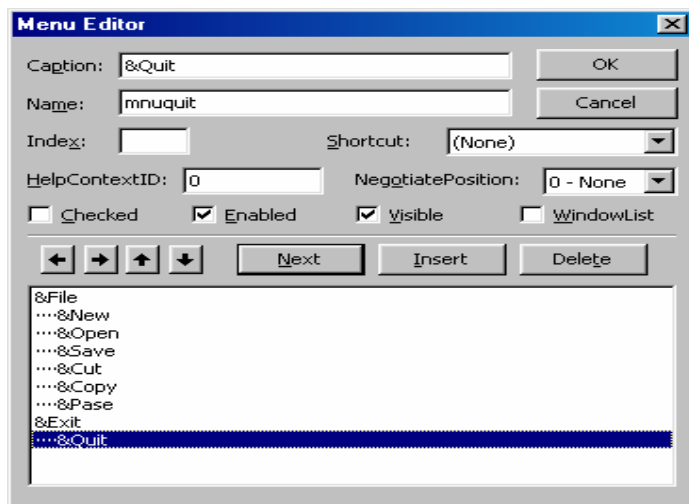 Menu Editor
Caption: &Quit OK
Name: mnuquit Cancel
Index: Shortcut: (None)
HelpContextID: 0 NegotiatePosition: 0 - None
Checked Enabled Visible WindowList
Next Insert Delete
&File
····&New
····&Open
····&Save
····&Cut
····&Copy
····&Pase
&Exit
····&Quit